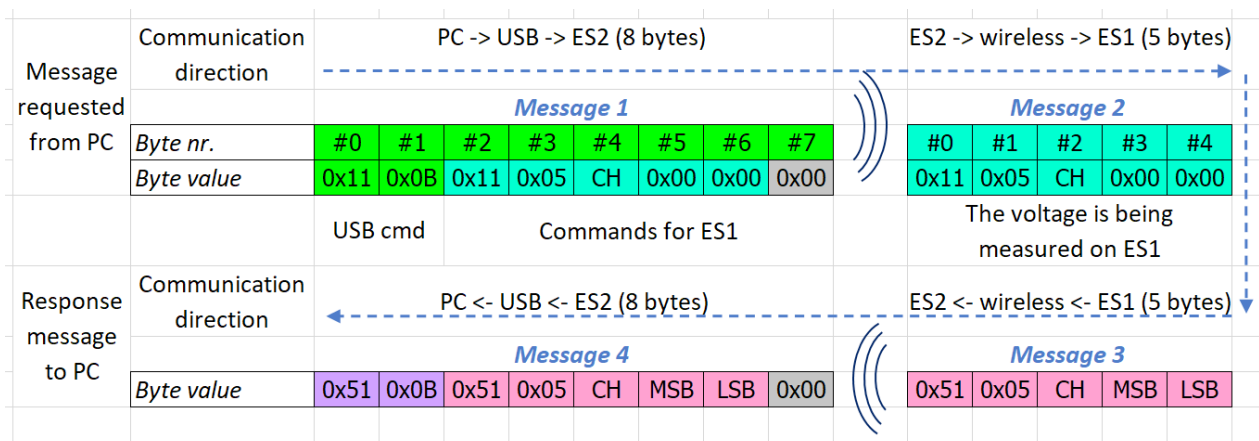 Message requested from PC
Communication direction
PC -> USB -> ES2 (8 bytes)
ES2 -> wireless -> ES1 (5 bytes)
Message 1
Message 2
Byte nr. #0 #1 #2 #3 #4 #5 #6 #7 #0 #1 #2 #3 #4
Byte value 0x11 0x0B 0x11 0x05 CH 0x00 0x00 0x00 0x11 0x05 CH 0x00 0x00
USB cmd
Commands for ES1
The voltage is being
measured on ES1
Response message to PC
Communication direction
PC <- USB <- ES2 (8 bytes)
ES2 <- wireless <- ES1 (5 bytes)
Message 4
Message 3
Byte value 0x51 0x0B 0x51 0x05 CH MSB LSB 0x00 0x51 0x05 CH MSB LSB